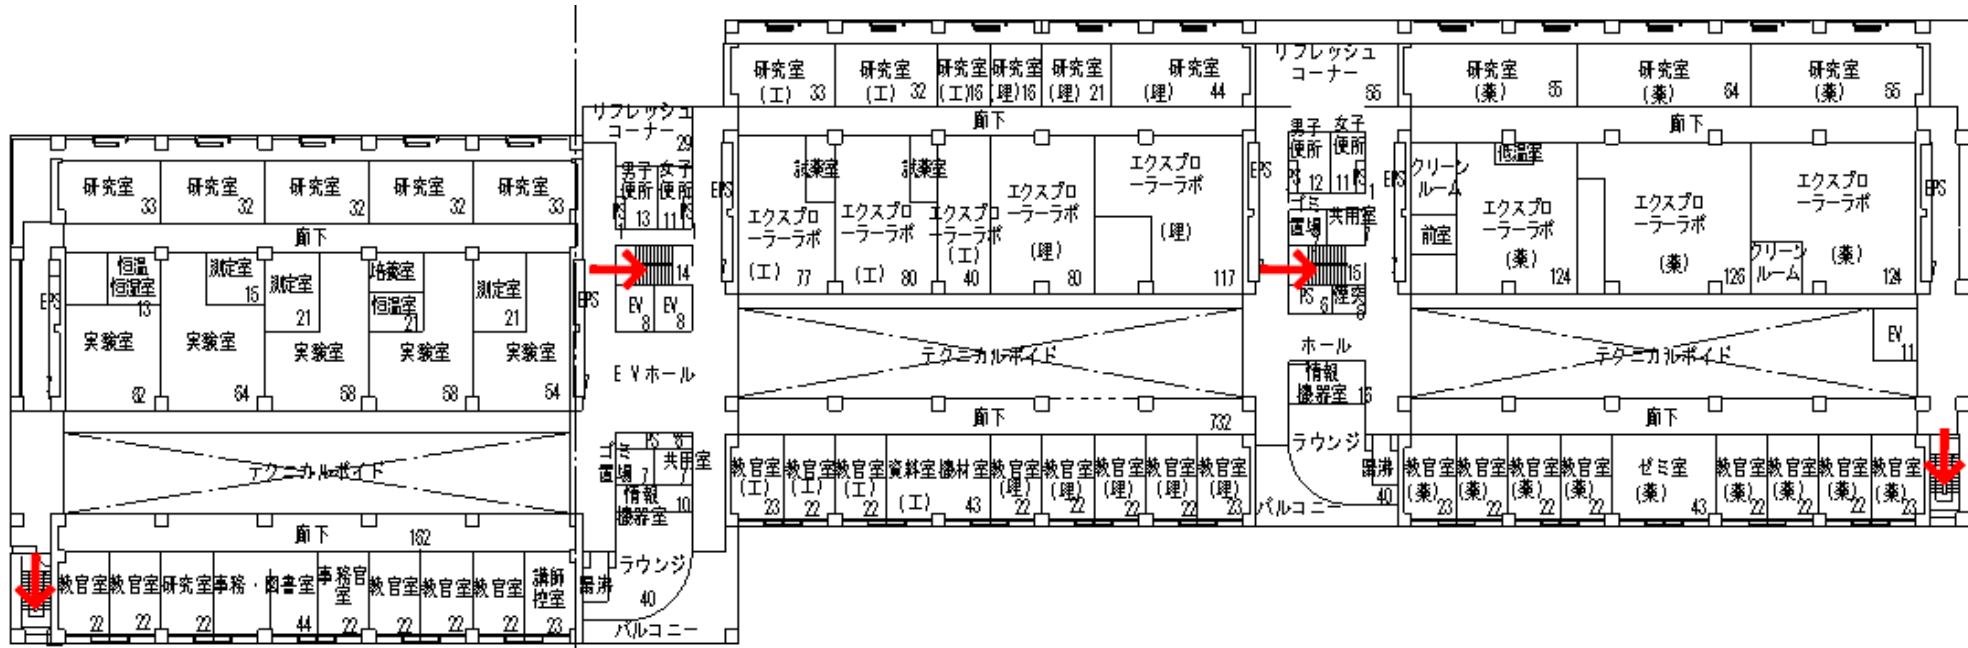 研究室
(工) 33
研究室
(工) 32
研究室
(工)16
研究室
(理)16
研究室
(理) 21
研究室
(理) 44
リフレッシュ
コーナー
55
研究室
(薬) 65
研究室
(薬) 64
研究室
(薬) 65
リフレッシュ
コーナー
29
廊下
廊下
男子
便所
12
女子
便所
11
PS
PS
1
EPS
EPS
EPS
EPS
試薬室
試薬室
エクスプロ
ーラーラボ
(工) 77
エクスプロ
ーラーラボ
(工) 80
エクスプロ
ーラーラボ
(工)
40
エクスプロ
ーラーラボ
(理)
80
エクスプロ
ーラーラボ
(理)
117
ゴミ
置場
共用室
7
15
PS 6
煙突
8
クリーン
ルーム
前室
低温室
エクスプロ
ーラーラボ
(薬)
124
エクスプロ
ーラーラボ
(薬)
126
クリーン
ルーム
エクスプロ
ーラーラボ
(薬)
124
研究室
33
研究室
32
研究室
32
研究室
32
研究室
33
男子
便所
13
女子
便所
11
PS
PS
廊下
恒温
恒湿室
13
測定室
15
測定室
21
培養室
恒温室
21
測定室
21
EPS
EPS
14
EV
8
EV
8
実験室
62
実験室
64
実験室
58
実験室
58
実験室
54
EVホール
テクニカルボイド
ホール
テクニカルボイド
EV
11
情報
機器室 16
廊下
732
廊下
ラウンジ
湯沸
40
バルコニー
テクニカルボイド
PS 8
ゴミ
置場 7
共用室
7
情報
機器室
10
教官室
(工)
23
教官室
(工)
22
教官室
(工)
22
資料室
機材室
(工) 43
教官室
(理)
22
教官室
(理)
22
教官室
(理)
22
教官室
(理)
22
教官室
(理)
23
教官室
(薬)
23
教官室
(薬)
22
教官室
(薬)
22
教官室
(薬)
22
ゼミ室
(薬) 43
教官室
(薬)
22
教官室
(薬)
22
教官室
(薬)
22
教官室
(薬)
23
廊下 162
教官室
22
教官室
22
研究室
22
事務・図書室
44
事務官
室
22
教官室
22
教官室
22
教官室
22
講師
控室
23
湯沸
ラウンジ
40
バルコニー